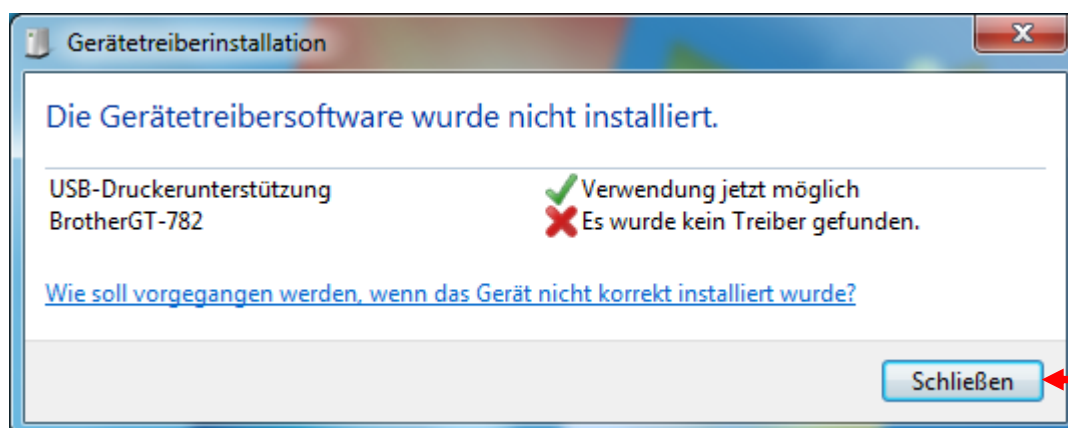 Gerätetreiberinstallation
Die Gerätetreibersoftware wurde nicht installiert.
USB-Druckerunterstützung Verwendung jetzt möglich
BrotherGT-782 Es wurde kein Treiber gefunden.
Wie soll vorgegangen werden, wenn das Gerät nicht korrekt installiert wurde?
Schließen